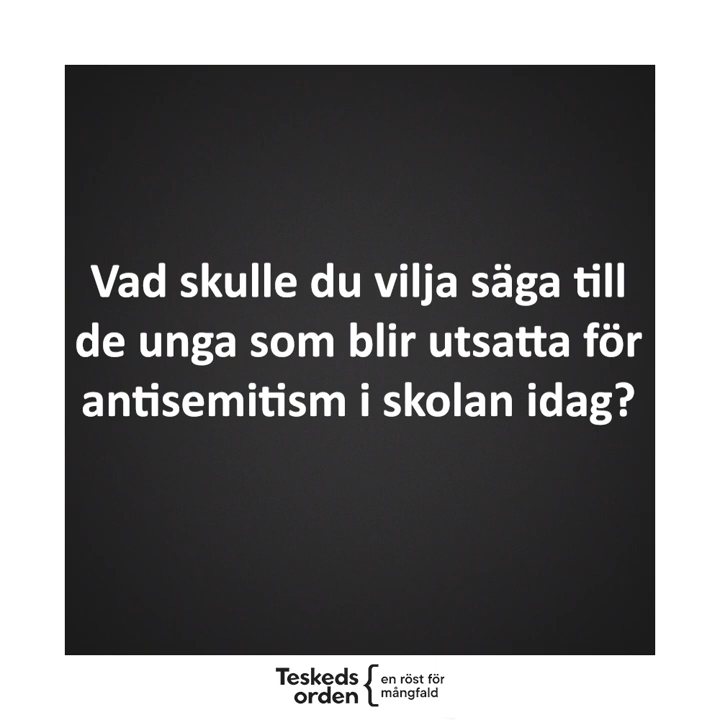 Vad skulle du vilja säga till
de unga som blir utsatta för
antisemitism i skolan idag?
Teskeds
orden
en röst för
mångfald